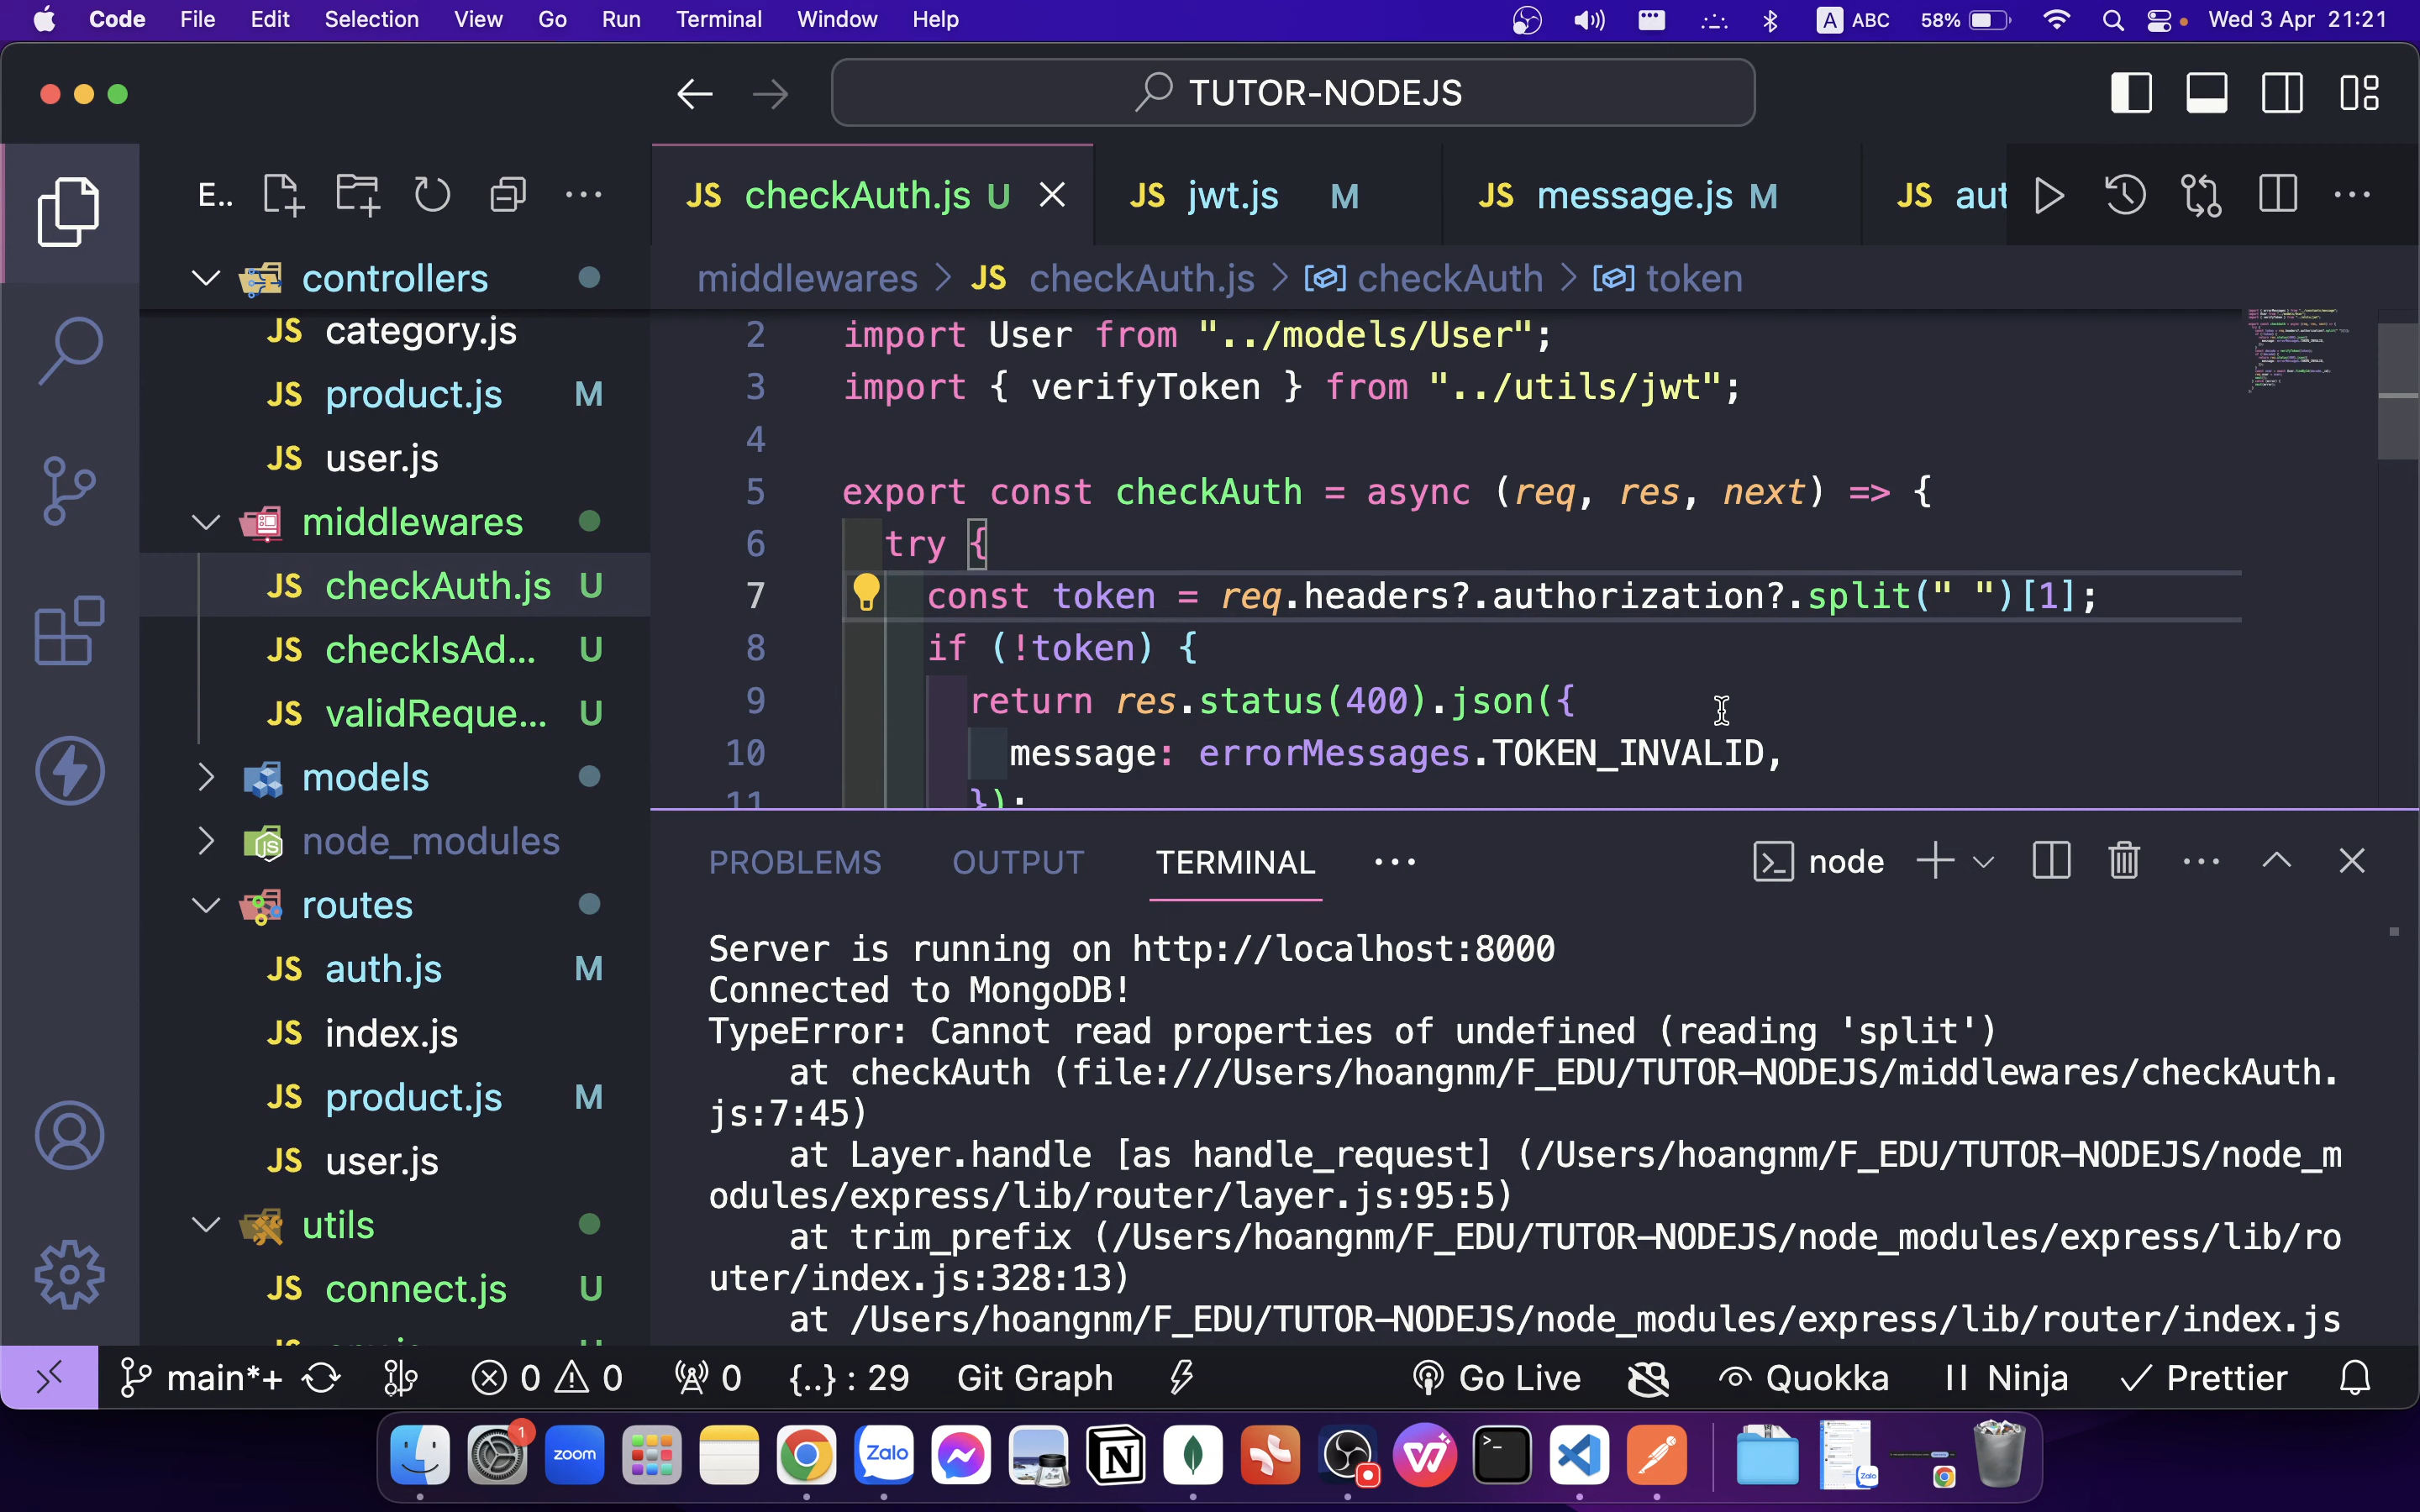 Code File Edit Selection View Go Run Terminal Window Help A ABC 58% Wed 3 Apr 21:21
TUTOR-NODEJS
E..
JS checkAuth.js U
JS jwt.js M
JS message.js M
JS aut
middlewares > JS checkAuth.js > checkAuth > token
controllers
JS category.js
JS product.js M
JS user.js
middlewares
JS checkAuth.js U
JS checkIsAd... U
JS validReque... U
models
node_modules
routes
JS auth.js M
JS index.js
JS product.js M
JS user.js
utils
JS connect.js U
2 import User from "../models/User";
3 import { verifyToken } from "../utils/jwt";
4
5 export const checkAuth = async (req, res, next) => {
6 try {
7 const token = req.headers?.authorization?.split(" ")[1];
8 if (!token) {
9 return res.status(400).json({
10 message: errorMessages.TOKEN_INVALID,
11 });
PROBLEMS OUTPUT TERMINAL ... node
Server is running on http://localhost:8000
Connected to MongoDB!
TypeError: Cannot read properties of undefined (reading 'split')
at checkAuth (file:///Users/hoangnm/F_EDU/TUTOR-NODEJS/middlewares/checkAuth.
js:7:45)
at Layer.handle [as handle_request] (/Users/hoangnm/F_EDU/TUTOR-NODEJS/node_m
odules/express/lib/router/layer.js:95:5)
at trim_prefix (/Users/hoangnm/F_EDU/TUTOR-NODEJS/node_modules/express/lib/ro
uter/index.js:328:13)
at /Users/hoangnm/F_EDU/TUTOR-NODEJS/node_modules/express/lib/router/index.js
main*+ 0 0 0 {..} : 29 Git Graph Go Live Quokka Ninja Prettier
1
zoom
Zalo
Zalo